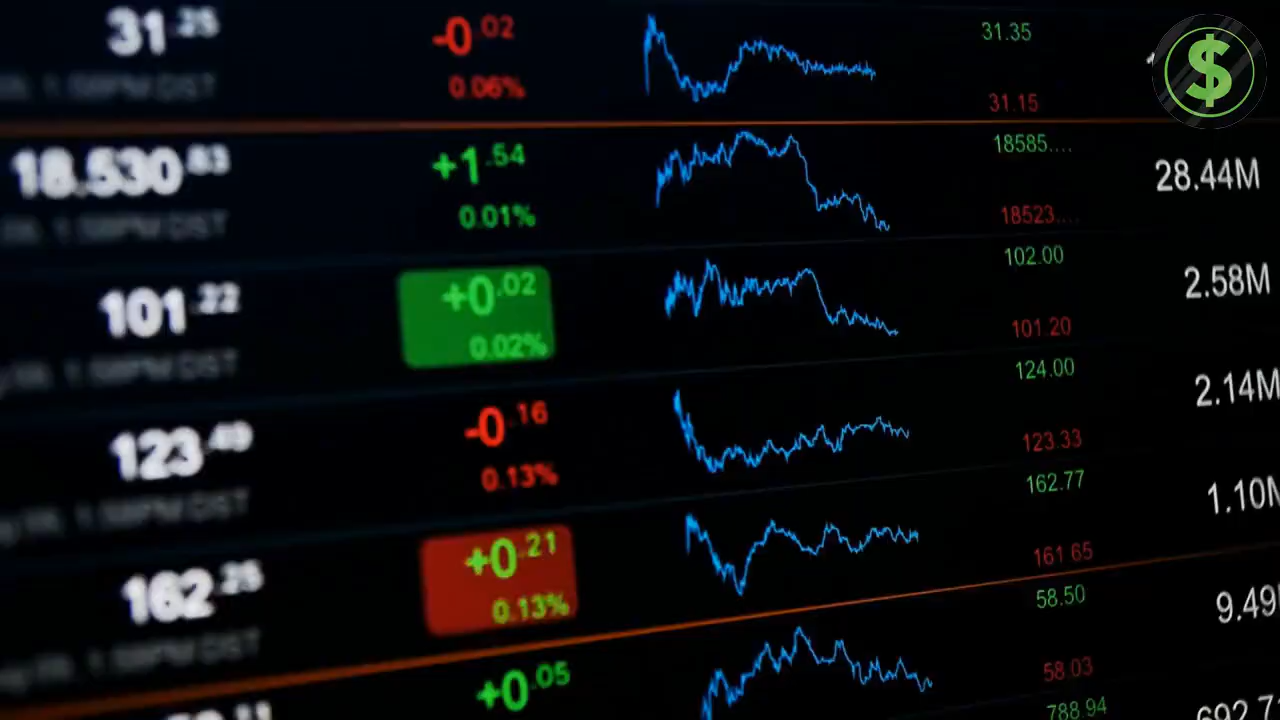 31.25 -0.02 31.35
0.06% 31.15
$
18.530 +1.54 18585.... 28.44M
0.01% 18523....
101.22 +0.02 102.00 2.58M
0.02% 101.20
123.49 -0.16 124.00 2.14M
0.13% 123.33
162.25 +0.21 162.77 1.10M
0.13% 161 65
+0.05 58.50 9.49
58.03
788.94 692.7